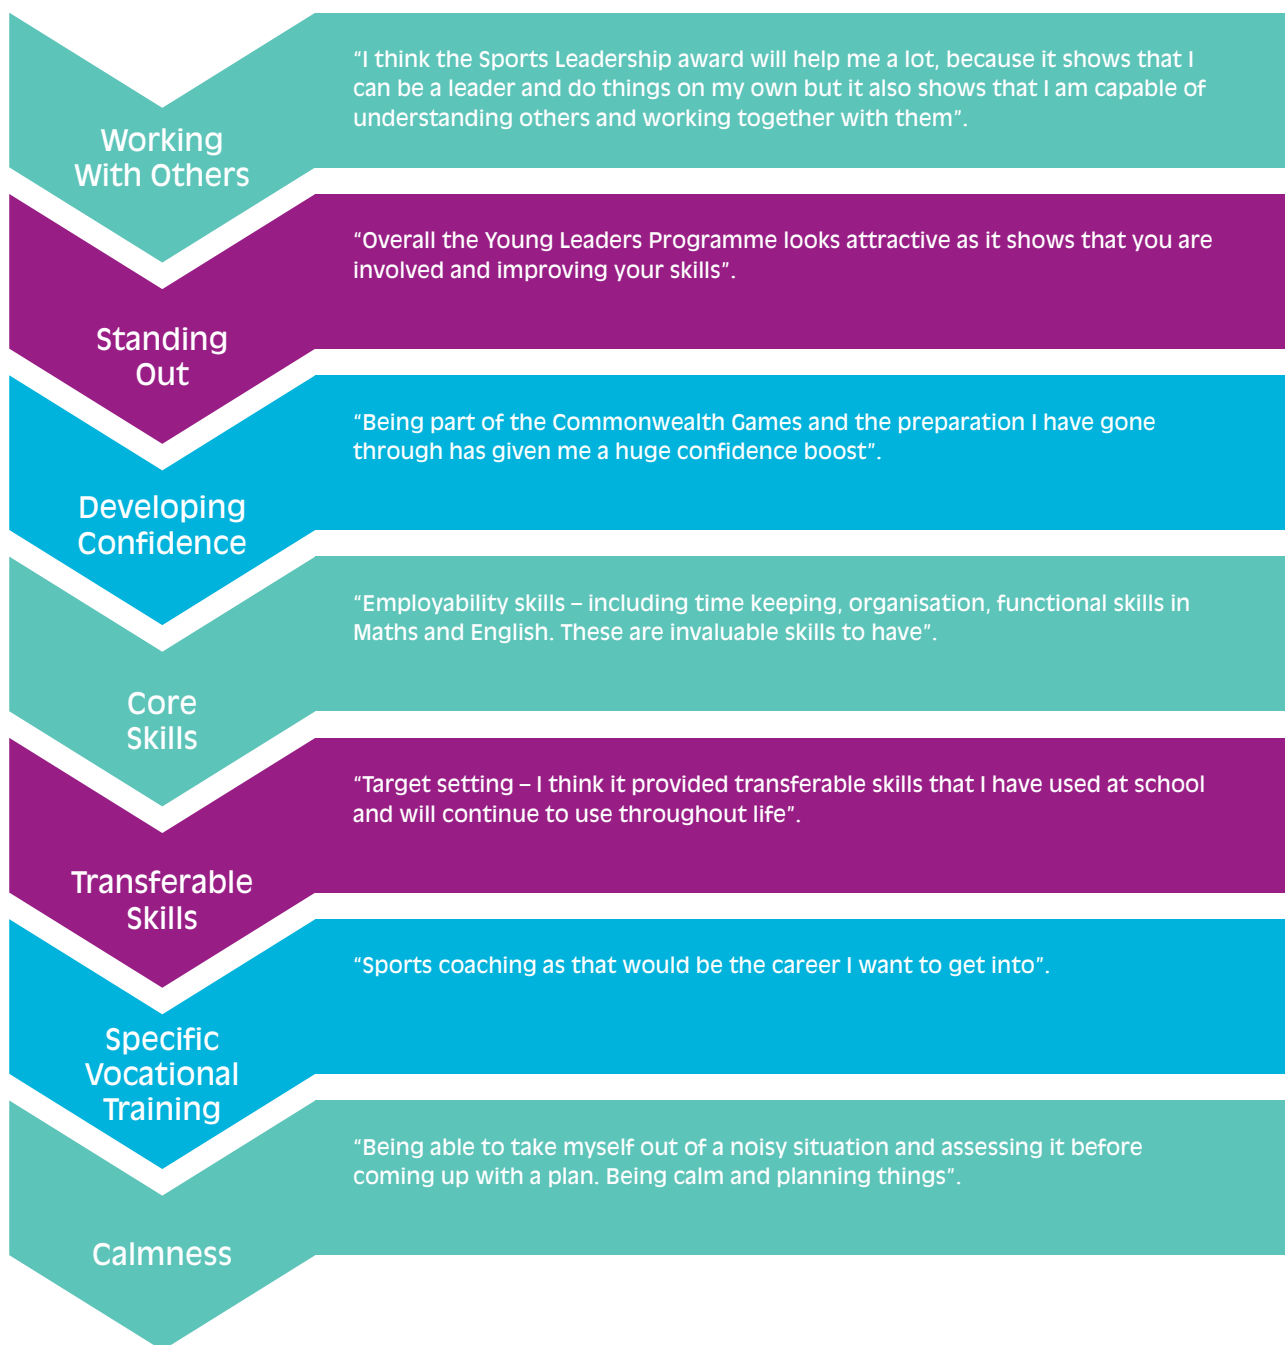 Working
With Others
“I think the Sports Leadership award will help me a lot, because it shows that I
can be a leader and do things on my own but it also shows that I am capable of
understanding others and working together with them”.
Standing
Out
“Overall the Young Leaders Programme looks attractive as it shows that you are
involved and improving your skills”.
Developing
Confidence
“Being part of the Commonwealth Games and the preparation I have gone
through has given me a huge confidence boost”.
Core
Skills
“Employability skills – including time keeping, organisation, functional skills in
Maths and English. These are invaluable skills to have”.
Transferable
Skills
“Target setting – I think it provided transferable skills that I have used at school
and will continue to use throughout life”.
Specific
Vocational
Training
“Sports coaching as that would be the career I want to get into”.
Calmness
“Being able to take myself out of a noisy situation and assessing it before
coming up with a plan. Being calm and planning things”.